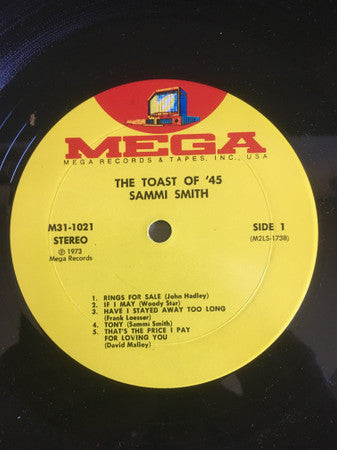 MEGA
MEGA RECORDS & TAPES, INC., USA
THE TOAST OF '45
SAMMI SMITH
M31-1021
STEREO
℗ 1973
Mega Records
SIDE 1
(M2LS-1738)
1. RINGS FOR SALE (John Hadley)
2. IF I MAY (Woody Star)
3. HAVE I STAYED AWAY TOO LONG
(Frank Loesser)
4. TONY (Sammi Smith)
5. THAT'S THE PRICE I PAY
FOR LOVING YOU
(David Malloy)